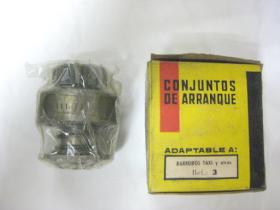 CONJUNTOS
DE ARRANQUE
ADAPTABLE A:
BARREIROS TAXI y otros
Ref.: 3